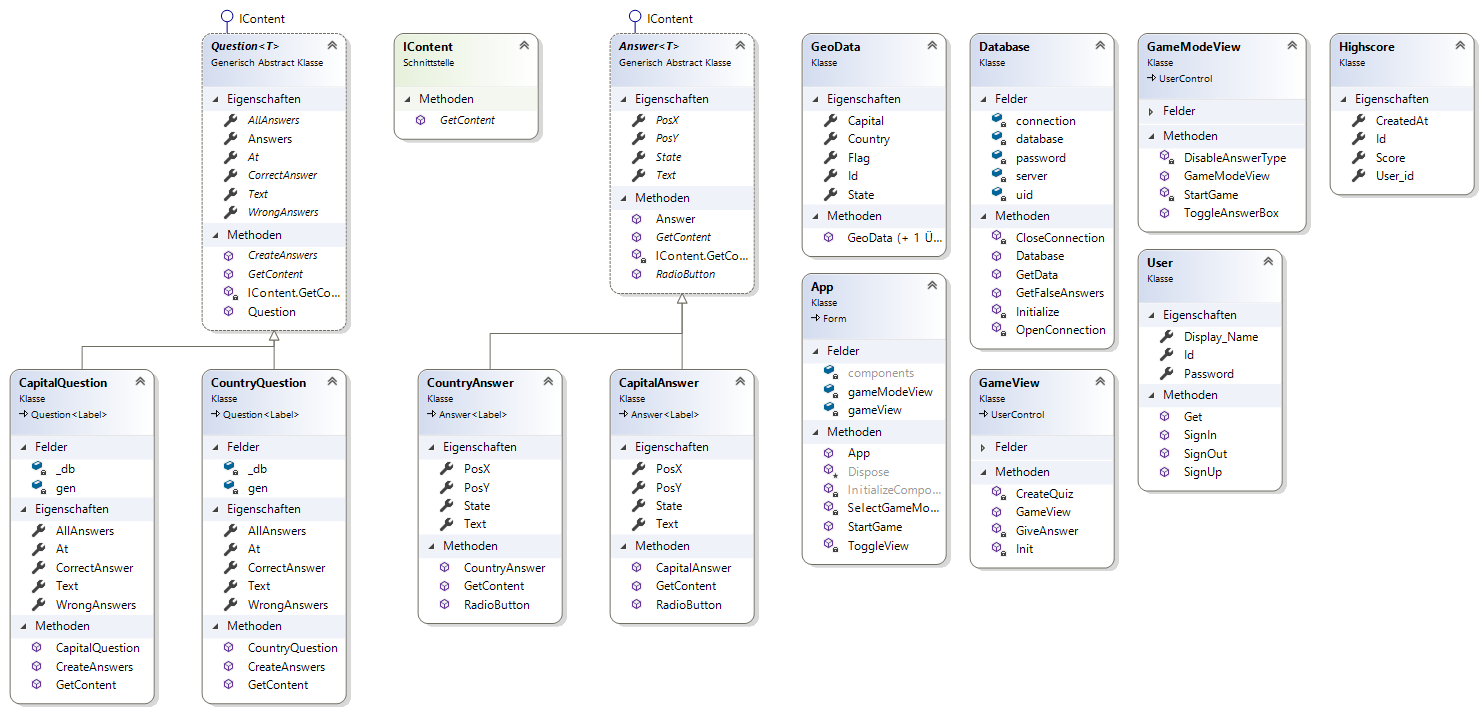 IContent
Question<T>
Generisch Abstract Klasse
Eigenschaften
AllAnswers
Answers
At
CorrectAnswer
Text
WrongAnswers
Methoden
CreateAnswers
GetContent
IContent.GetCo...
Question
CapitalQuestion
Klasse
Question<Label>
Felder
_db
gen
Eigenschaften
AllAnswers
At
CorrectAnswer
Text
WrongAnswers
Methoden
CapitalQuestion
CreateAnswers
GetContent
CountryQuestion
Klasse
Question<Label>
Felder
_db
gen
Eigenschaften
AllAnswers
At
CorrectAnswer
Text
WrongAnswers
Methoden
CountryQuestion
CreateAnswers
GetContent
IContent
Schnittstelle
Methoden
GetContent
IContent
Answer<T>
Generisch Abstract Klasse
Eigenschaften
PosX
PosY
State
Text
Methoden
Answer
GetContent
IContent.GetCo...
RadioButton
CountryAnswer
Klasse
Answer<Label>
Eigenschaften
PosX
PosY
State
Text
Methoden
CountryAnswer
GetContent
RadioButton
CapitalAnswer
Klasse
Answer<Label>
Eigenschaften
PosX
PosY
State
Text
Methoden
CapitalAnswer
GetContent
RadioButton
GeoData
Klasse
Eigenschaften
Capital
Country
Flag
Id
State
Methoden
GeoData (+ 1 Ü...
App
Klasse
Form
Felder
components
gameModeView
gameView
Methoden
App
Dispose
InitializeCompo...
SelectGameMo...
StartGame
ToggleView
Database
Klasse
Felder
connection
database
password
server
uid
Methoden
CloseConnection
Database
GetData
GetFalseAnswers
Initialize
OpenConnection
GameView
Klasse
UserControl
Felder
Methoden
CreateQuiz
GameView
GiveAnswer
Init
GameModeView
Klasse
UserControl
Felder
Methoden
DisableAnswerType
GameModeView
StartGame
ToggleAnswerBox
User
Klasse
Eigenschaften
Display_Name
Id
Password
Methoden
Get
SignIn
SignOut
SignUp
Highscore
Klasse
Eigenschaften
CreatedAt
Id
Score
User_id